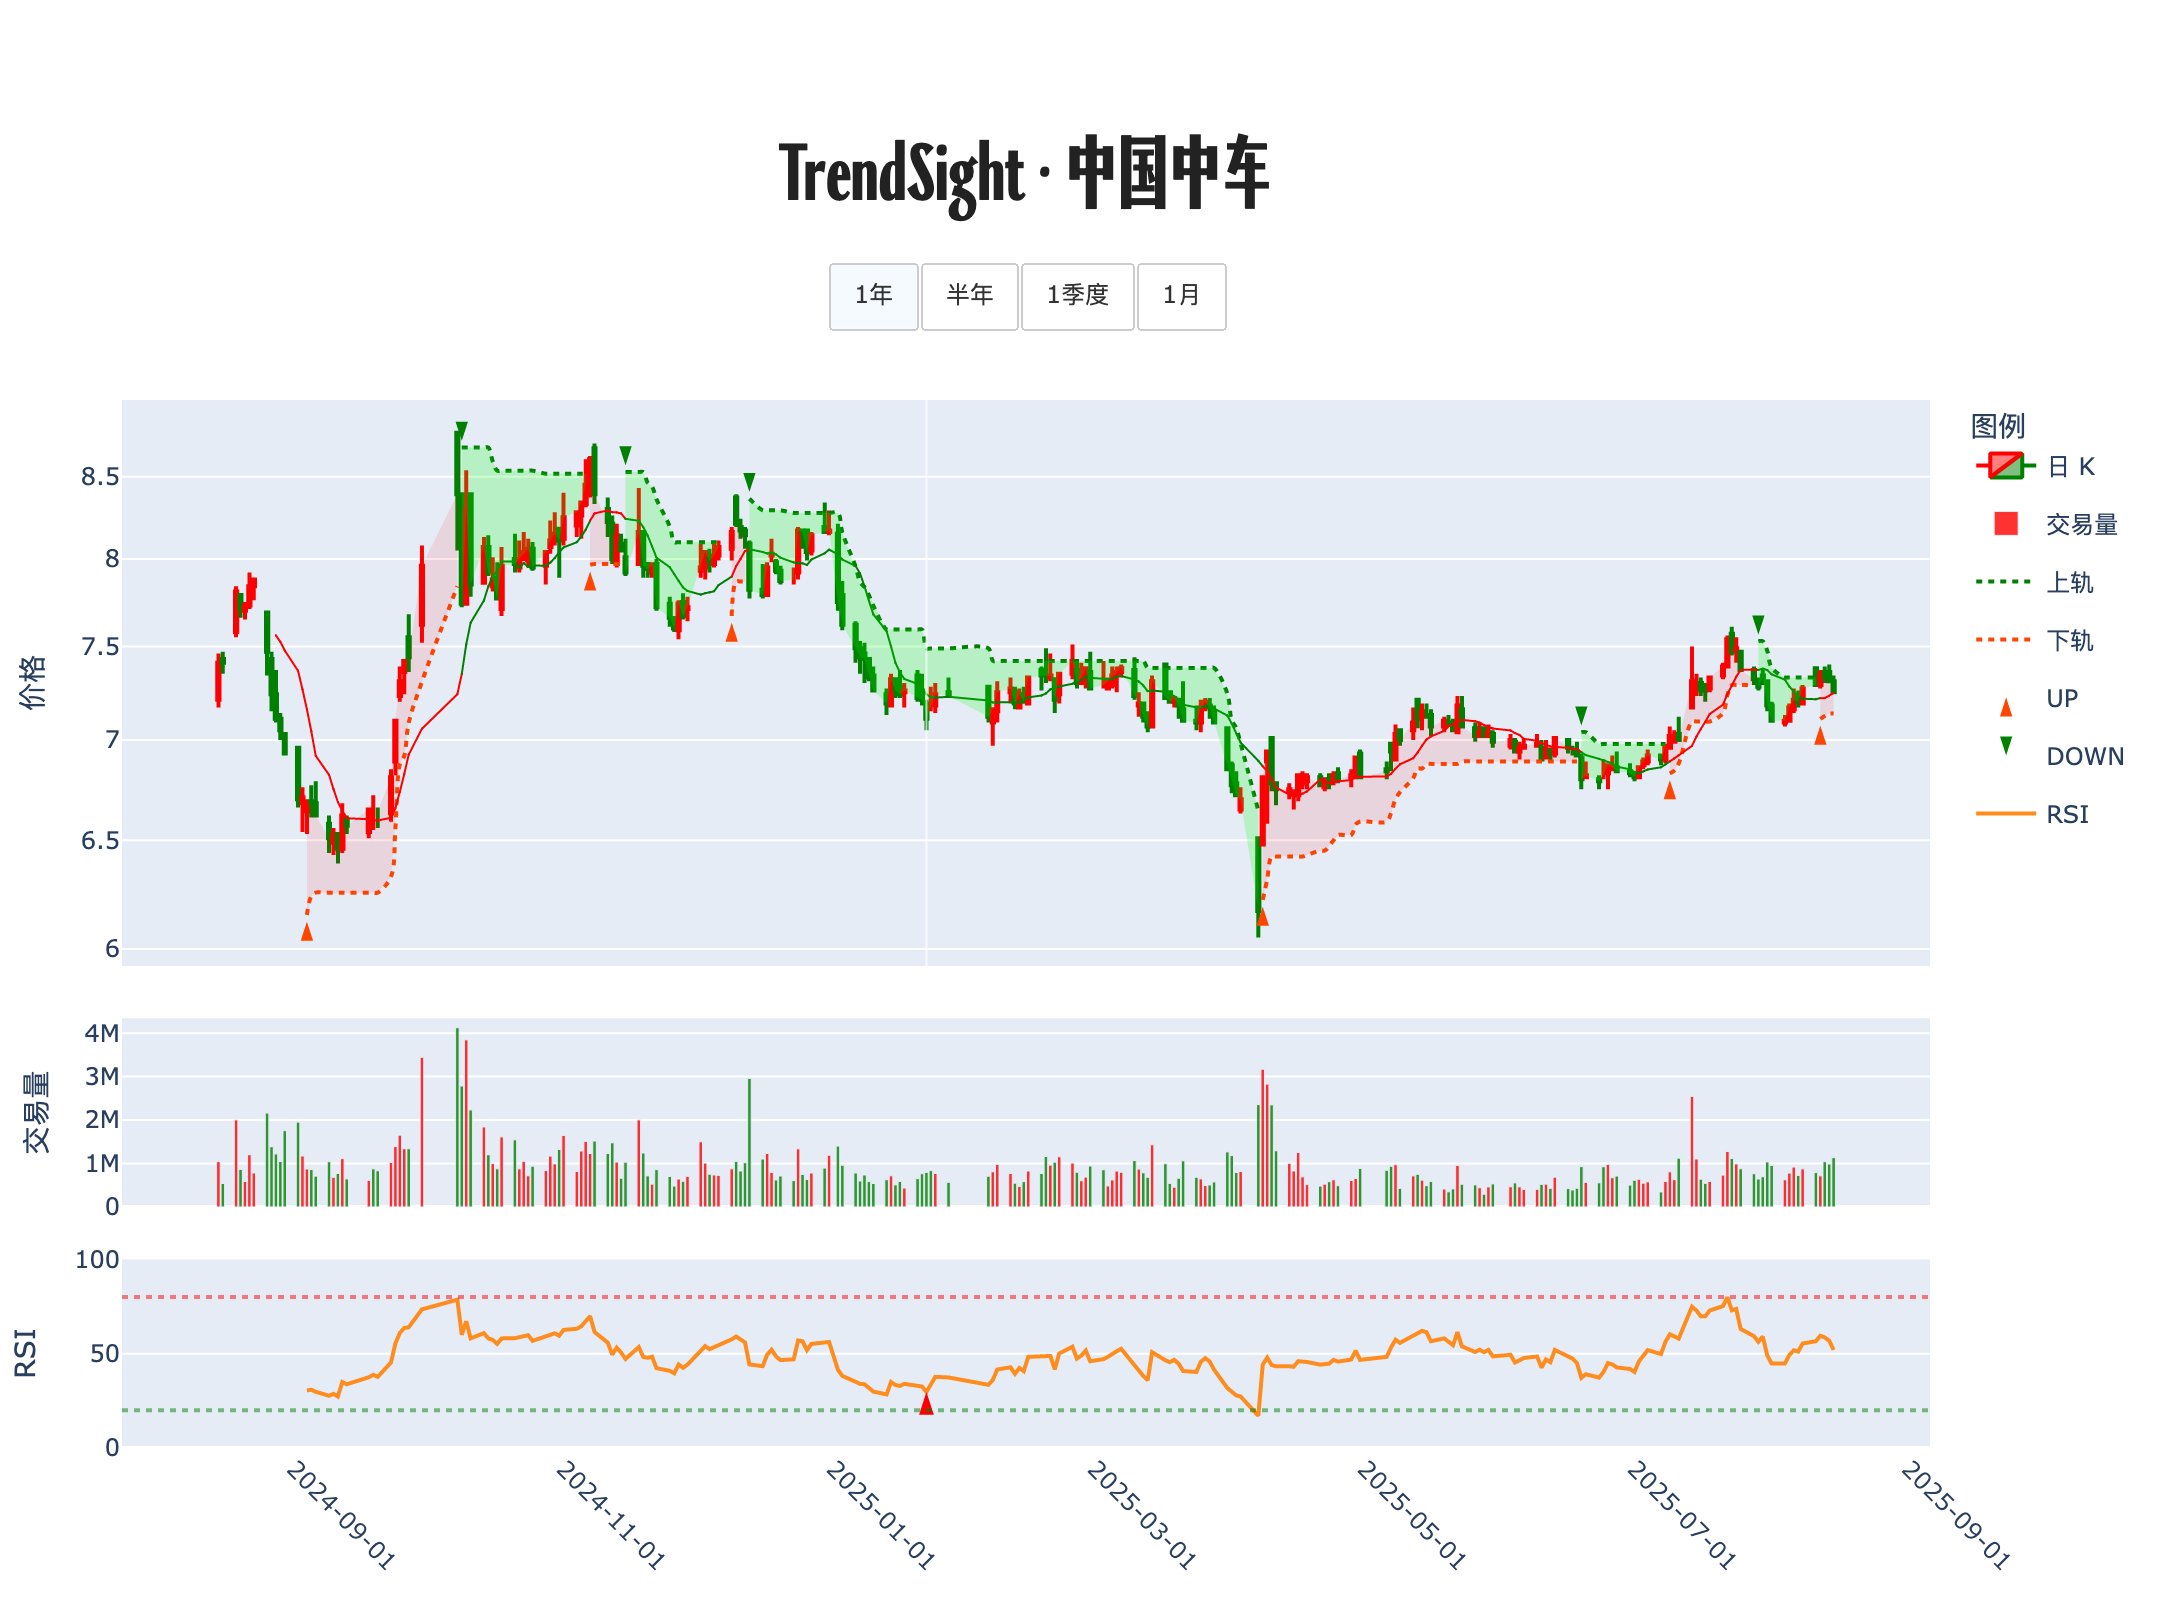 TrendSight · 中国中车
1年 半年 1季度 1月
图例
日 K
交易量
上轨
下轨
UP
DOWN
RSI
价格
8.5
8
7.5
7
6.5
6
交易量
4M
3M
2M
1M
0
RSI
100
50
0
2024-09-01
2024-11-01
2025-01-01
2025-03-01
2025-05-01
2025-07-01
2025-09-01